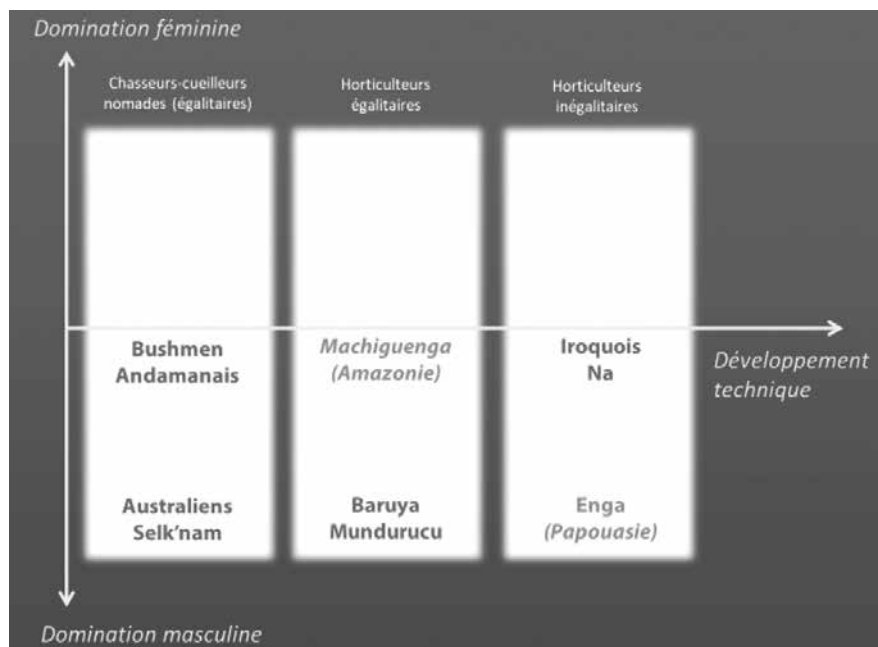 Domination féminine
Chasseurs-cueilleurs
nomades (égalitaires)
Horticulteurs
égalitaires
Horticulteurs
inégalitaires
Bushmen
Andamanais
Machiguenga
(Amazonie)
Iroquois
Na
Développement
technique
Australiens
Selk'nam
Baruya
Mundurucu
Enga
(Papouasie)
Domination masculine